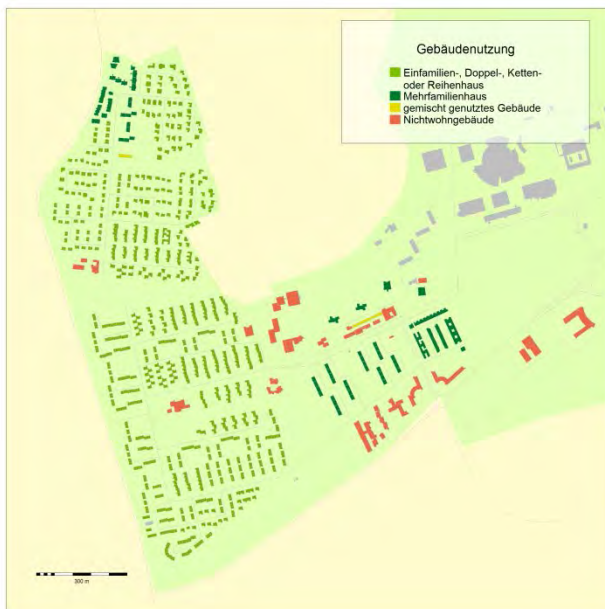 Gebäudenutzung
Einfamilien-, Doppel-, Ketten-
oder Reihenhaus
Mehrfamilienhaus
gemischt genutztes Gebäude
Nichtwohngebäude
300 m